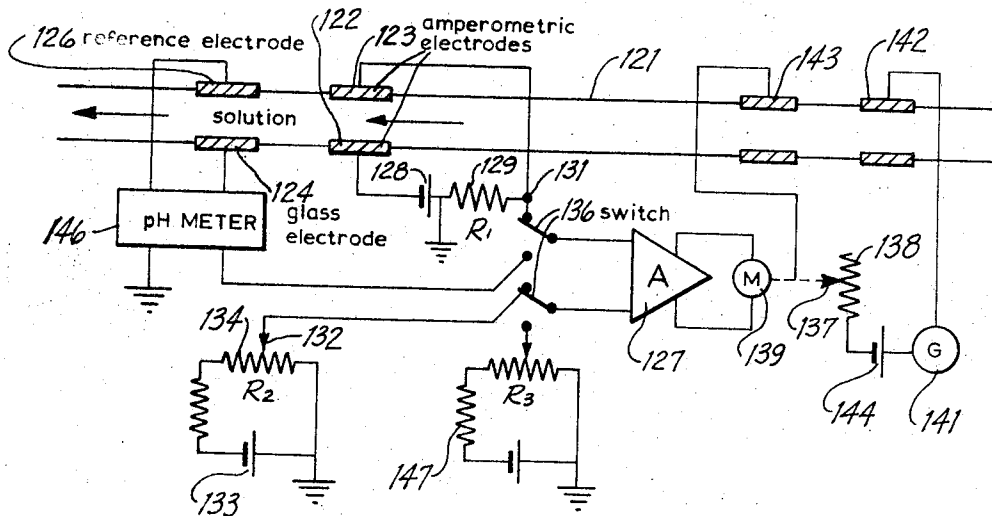 126 reference electrode
122
123 amperometric
electrodes
121
143
142
solution
128
129
131
R1
124
glass
electrode
146
pH METER
136 switch
A
127
M
139
138
137
134
132
R2
R3
G
144
141
133
147